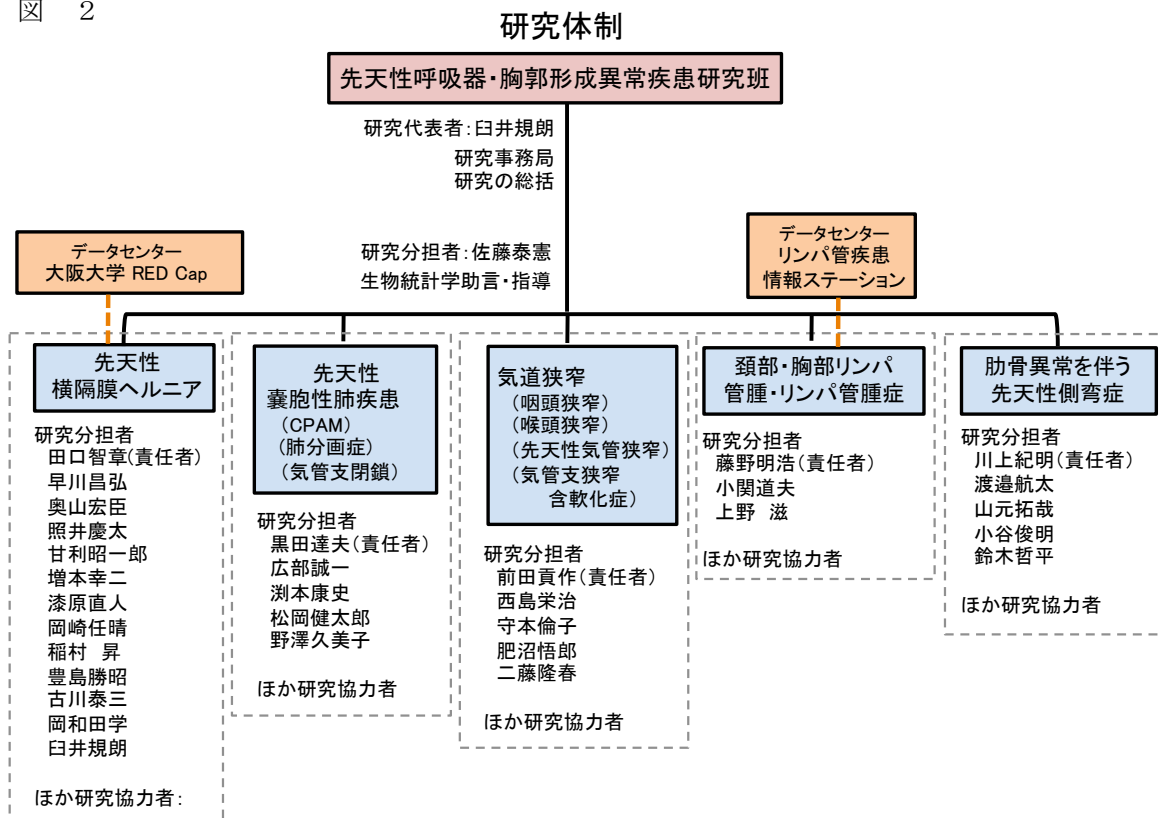 図 2
研究体制
先天性呼吸器・胸郭形成異常疾患研究班
研究代表者:臼井規朗
研究事務局
研究の総括
研究分担者:佐藤泰憲
生物統計学助言・指導
データセンター
大阪大学 RED Cap
データセンター
リンパ管疾患
情報ステーション
先天性
横隔膜ヘルニア
研究分担者
田口智章(責任者)
早川昌弘
奥山宏臣
照井慶太
甘利昭一郎
増本幸二
漆原直人
岡崎任晴
稲村 昇
豊島勝昭
古川泰三
岡和田学
臼井規朗
ほか研究協力者:
先天性
嚢胞性肺疾患
(CPAM)
(肺分画症)
(気管支閉鎖)
研究分担者
黒田達夫(責任者)
広部誠一
渕本康史
松岡健太郎
野澤久美子
ほか研究協力者
気道狭窄
(咽頭狭窄)
(喉頭狭窄)
(先天性気管狭窄)
(気管支狭窄
含軟化症)
研究分担者
前田貢作(責任者)
西島栄治
守本倫子
肥沼悟郎
二藤隆春
ほか研究協力者
頚部・胸部リンパ
管腫・リンパ管腫症
研究分担者
藤野明浩(責任者)
小関道夫
上野 滋
ほか研究協力者
肋骨異常を伴う
先天性側弯症
研究分担者
川上紀明(責任者)
渡邉航太
山元拓哉
小谷俊明
鈴木哲平
ほか研究協力者